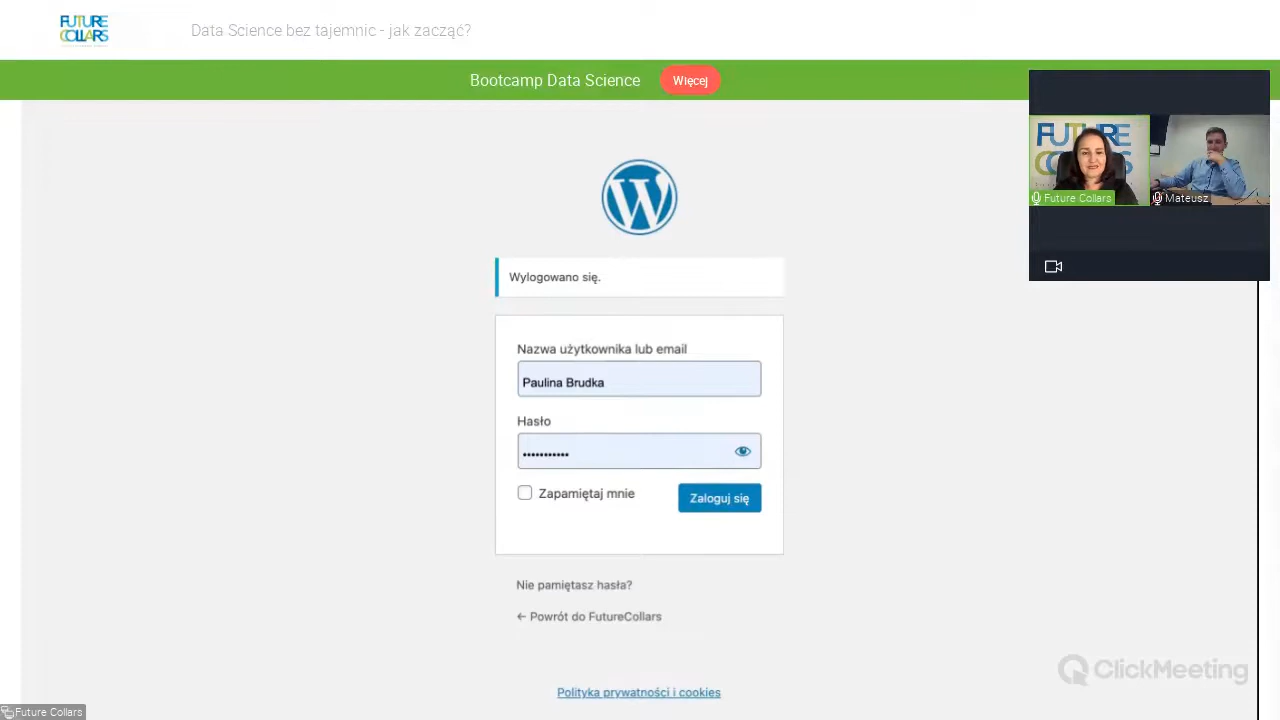 FUTURE
COLLARS
Data Science bez tajemnic - jak zacząć?
Bootcamp Data Science
Więcej
FUTURE
Future Collars
Mateusz
Wylogowano się.
Nazwa użytkownika lub email
Paulina Brudka
Hasło
•••••••••••
Zapamiętaj mnie
Zaloguj się
Nie pamiętasz hasła?
← Powrót do FutureCollars
ClickMeeting
Polityka prywatności i cookies
Future Collars